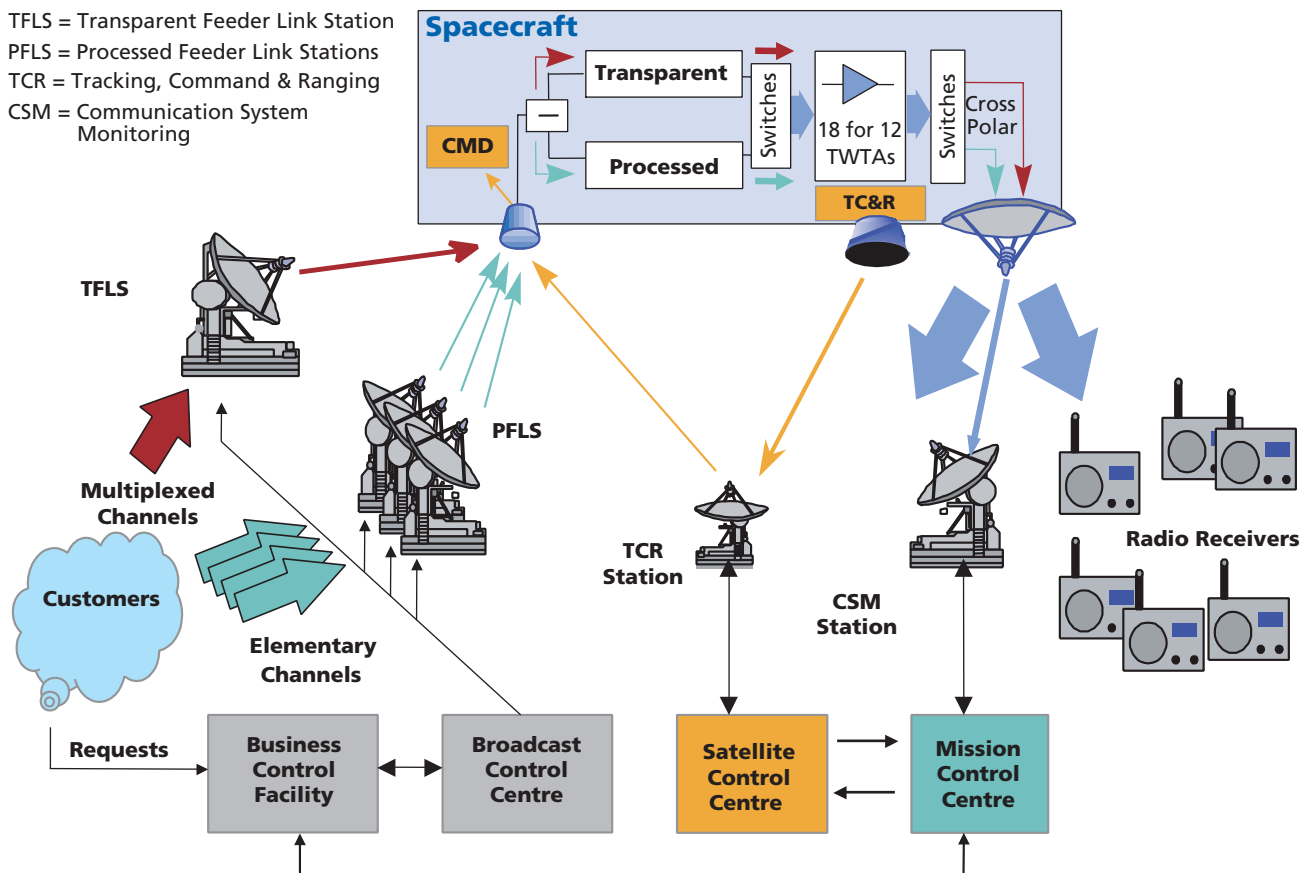 TFLS = Transparent Feeder Link Station
PFLS = Processed Feeder Link Stations
TCR = Tracking, Command & Ranging
CSM = Communication System
Monitoring
Spacecraft
Transparent
Processed
CMD
Switches
18 for 12
TWTAs
Switches
Cross
Polar
TC&R
TFLS
PFLS
Multiplexed
Channels
Customers
Elementary
Channels
TCR
Station
CSM
Station
Radio Receivers
Requests
Business
Control
Facility
Broadcast
Control
Centre
Satellite
Control
Centre
Mission
Control
Centre